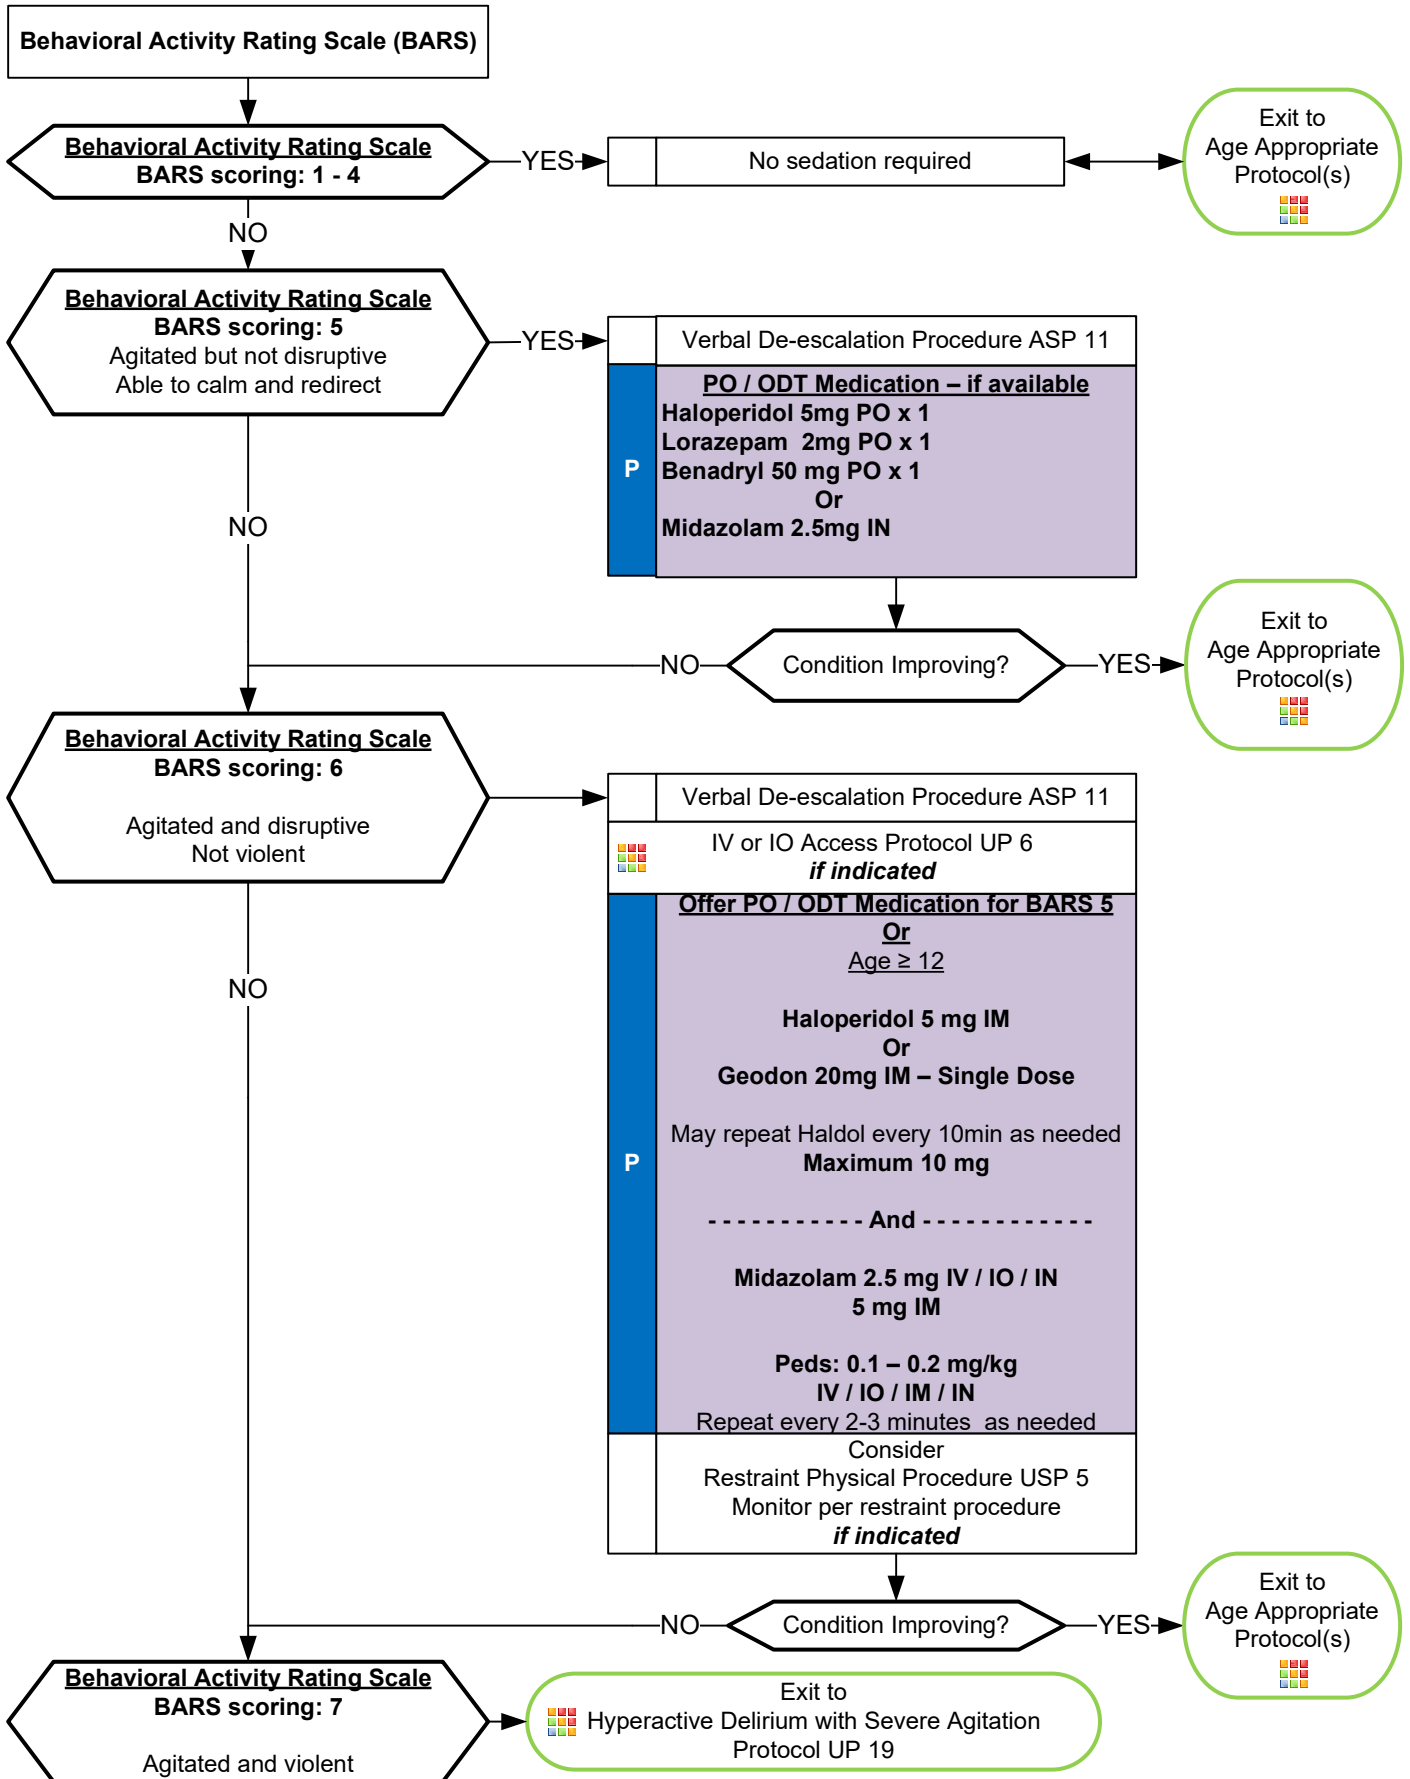 Behavioral Activity Rating Scale (BARS)
Behavioral Activity Rating Scale
BARS scoring: 1 - 4
YES
No sedation required
Exit to
Age Appropriate
Protocol(s)
NO
Behavioral Activity Rating Scale
BARS scoring: 5
Agitated but not disruptive
Able to calm and redirect
YES
Verbal De-escalation Procedure ASP 11
P
PO / ODT Medication – if available
Haloperidol 5mg PO x 1
Lorazepam  2mg PO x 1
Benadryl 50 mg PO x 1
Or
Midazolam 2.5mg IN
NO
Condition Improving?
NO
YES
Exit to
Age Appropriate
Protocol(s)
Behavioral Activity Rating Scale
BARS scoring: 6
Agitated and disruptive
Not violent
Verbal De-escalation Procedure ASP 11
IV or IO Access Protocol UP 6
if indicated
P
Offer PO / ODT Medication for BARS 5
Or
Age ≥ 12
Haloperidol 5 mg IM
Or
Geodon 20mg IM – Single Dose
May repeat Haldol every 10min as needed
Maximum 10 mg
- - - - - - - - - - - And - - - - - - - - - - - -
Midazolam 2.5 mg IV / IO / IN
5 mg IM
Peds: 0.1 – 0.2 mg/kg
IV / IO / IM / IN
Repeat every 2-3 minutes  as needed
Consider
Restraint Physical Procedure USP 5
Monitor per restraint procedure
if indicated
NO
Condition Improving?
NO
YES
Exit to
Age Appropriate
Protocol(s)
Behavioral Activity Rating Scale
BARS scoring: 7
Agitated and violent
Exit to
Hyperactive Delirium with Severe Agitation
Protocol UP 19